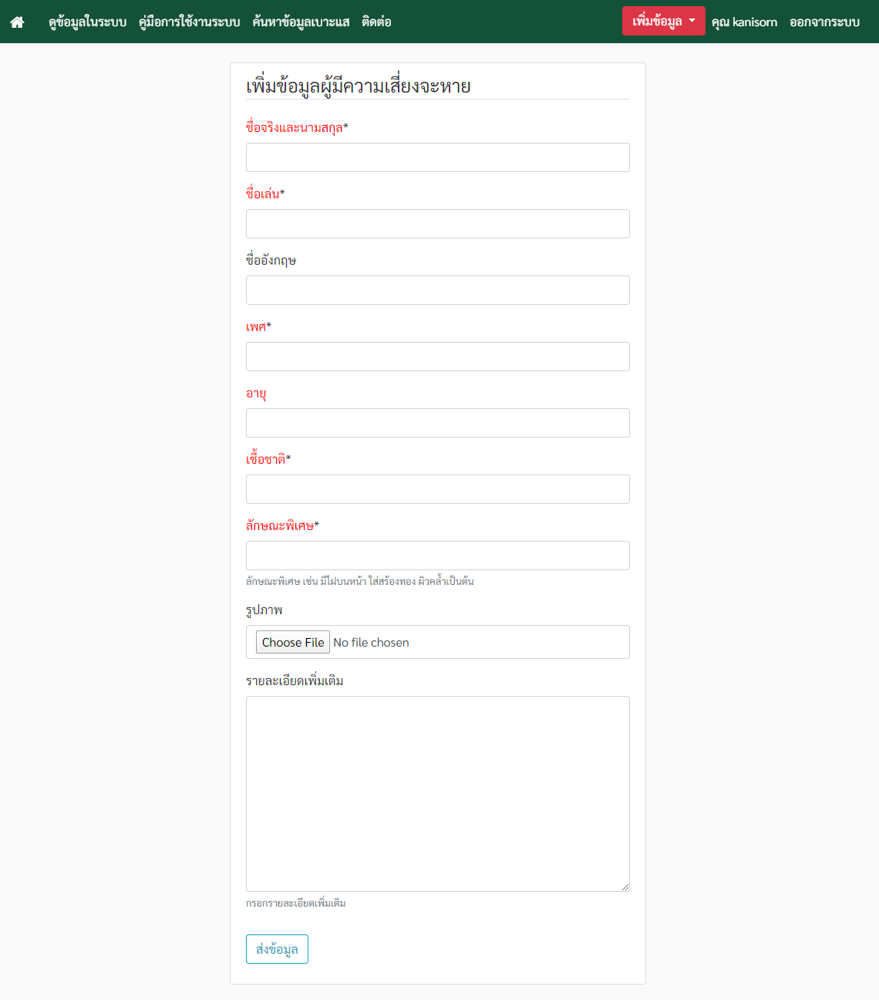 ดูข้อมูลในระบบ คู่มือการใช้งานระบบ ค้นหาข้อมูลเบาะแส ติดต่อ เพิ่มข้อมูล คุณ kanisorn ออกจากระบบ
เพิ่มข้อมูลผู้มีความเสี่ยงจะหาย
ชื่อจริงและนามสกุล*
ชื่อเล่น*
ชื่ออังกฤษ
เพศ*
อายุ
เชื้อชาติ*
ลักษณะพิเศษ*
ลักษณะพิเศษ เช่น มีไฝบนหน้า ใส่สร้องทอง ผิวคล้ำเป็นต้น
รูปภาพ
Choose File No file chosen
รายละเอียดเพิ่มเติม
กรอกรายละเอียดเพิ่มเติม
ส่งข้อมูล